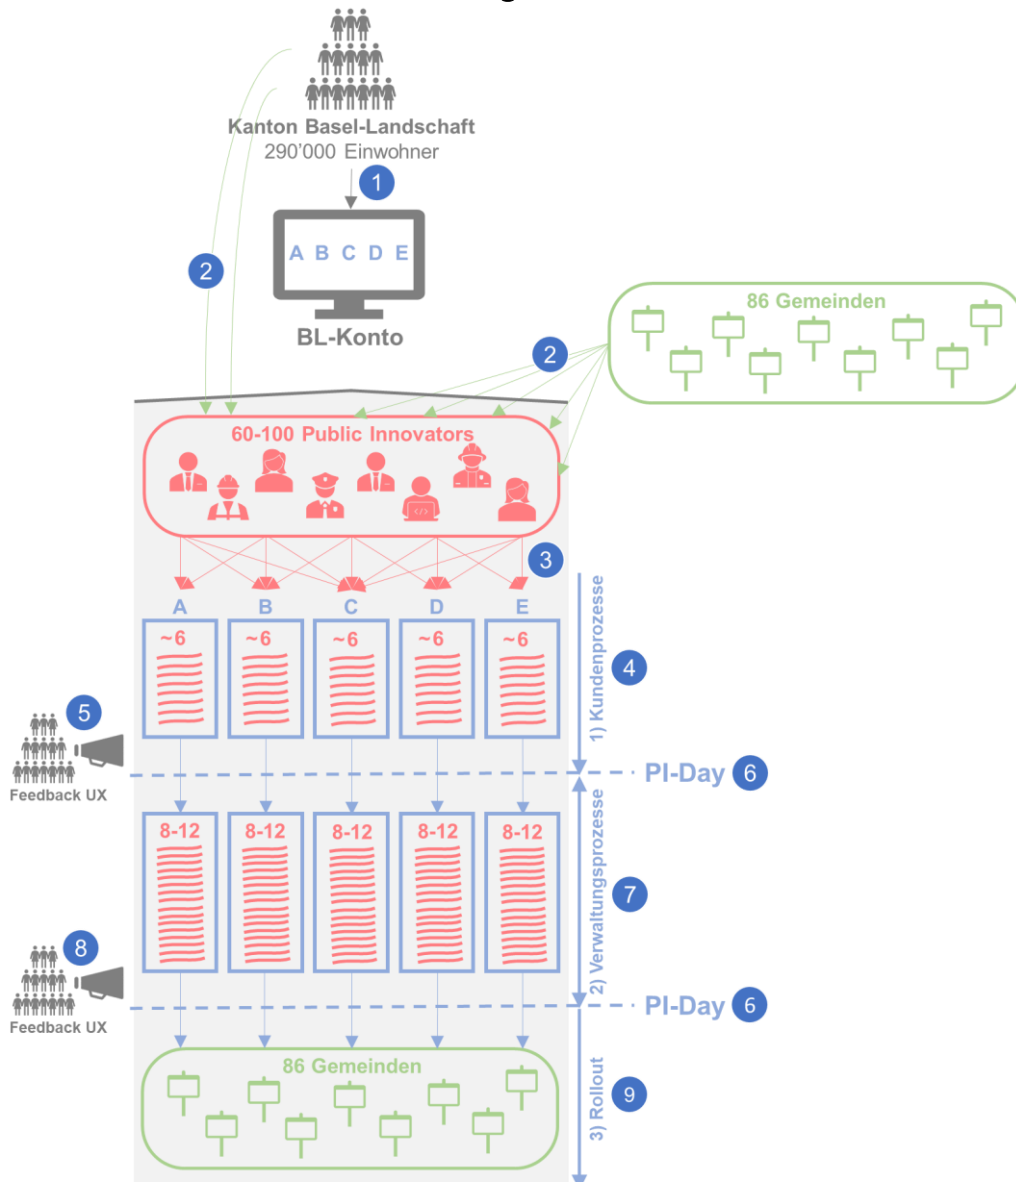 Kanton Basel-Landschaft
290’000 Einwohner
1
A B C D E
BL-Konto
2
86 Gemeinden
2
60-100 Public Innovators
3
A B C D E
~6 ~6 ~6 ~6 ~6
1) Kundenprozesse
4
5
Feedback UX
PI-Day 6
8-12 8-12 8-12 8-12 8-12
2) Verwaltungsprozesse
7
8
Feedback UX
PI-Day 6
86 Gemeinden
3) Rollout
9